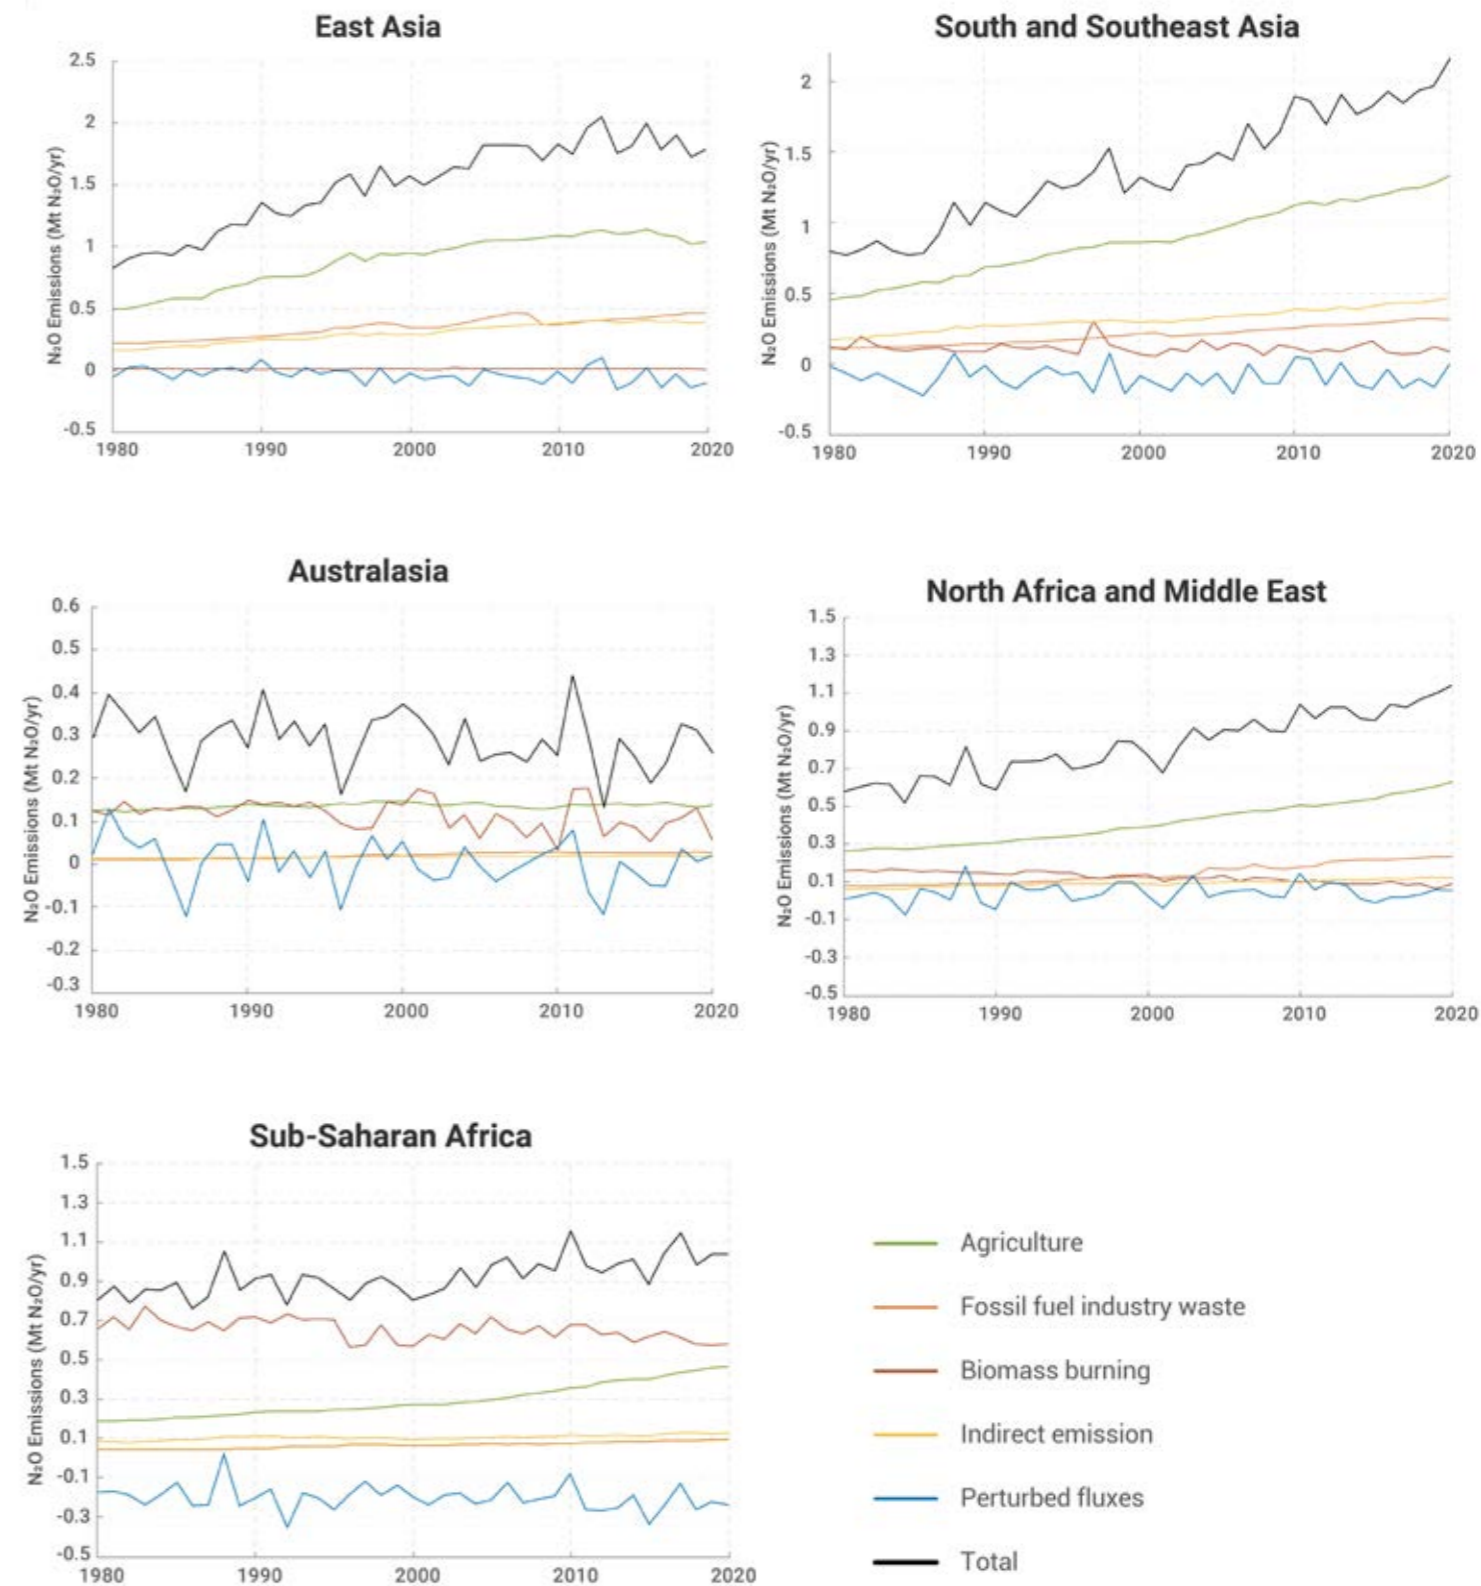 East Asia
N₂O Emissions (Mt N₂O/yr)
2.5
2
1.5
1
0.5
0
-0.5
1980 1990 2000 2010 2020
South and Southeast Asia
N₂O Emissions (Mt N₂O/yr)
2
1.5
1
0.5
0
-0.5
1980 1990 2000 2010 2020
Australasia
N₂O Emissions (Mt N₂O/yr)
0.6
0.5
0.4
0.3
0.2
0.1
0
-0.1
-0.2
-0.3
1980 1990 2000 2010 2020
North Africa and Middle East
N₂O Emissions (Mt N₂O/yr)
1.5
1.3
1.1
0.9
0.7
0.5
0.3
0.1
-0.1
-0.3
-0.5
1980 1990 2000 2010 2020
Sub-Saharan Africa
N₂O Emissions (Mt N₂O/yr)
1.5
1.3
1.1
0.9
0.7
0.5
0.3
0.1
-0.1
-0.3
-0.5
1980 1990 2000 2010 2020
Agriculture
Fossil fuel industry waste
Biomass burning
Indirect emission
Perturbed fluxes
Total